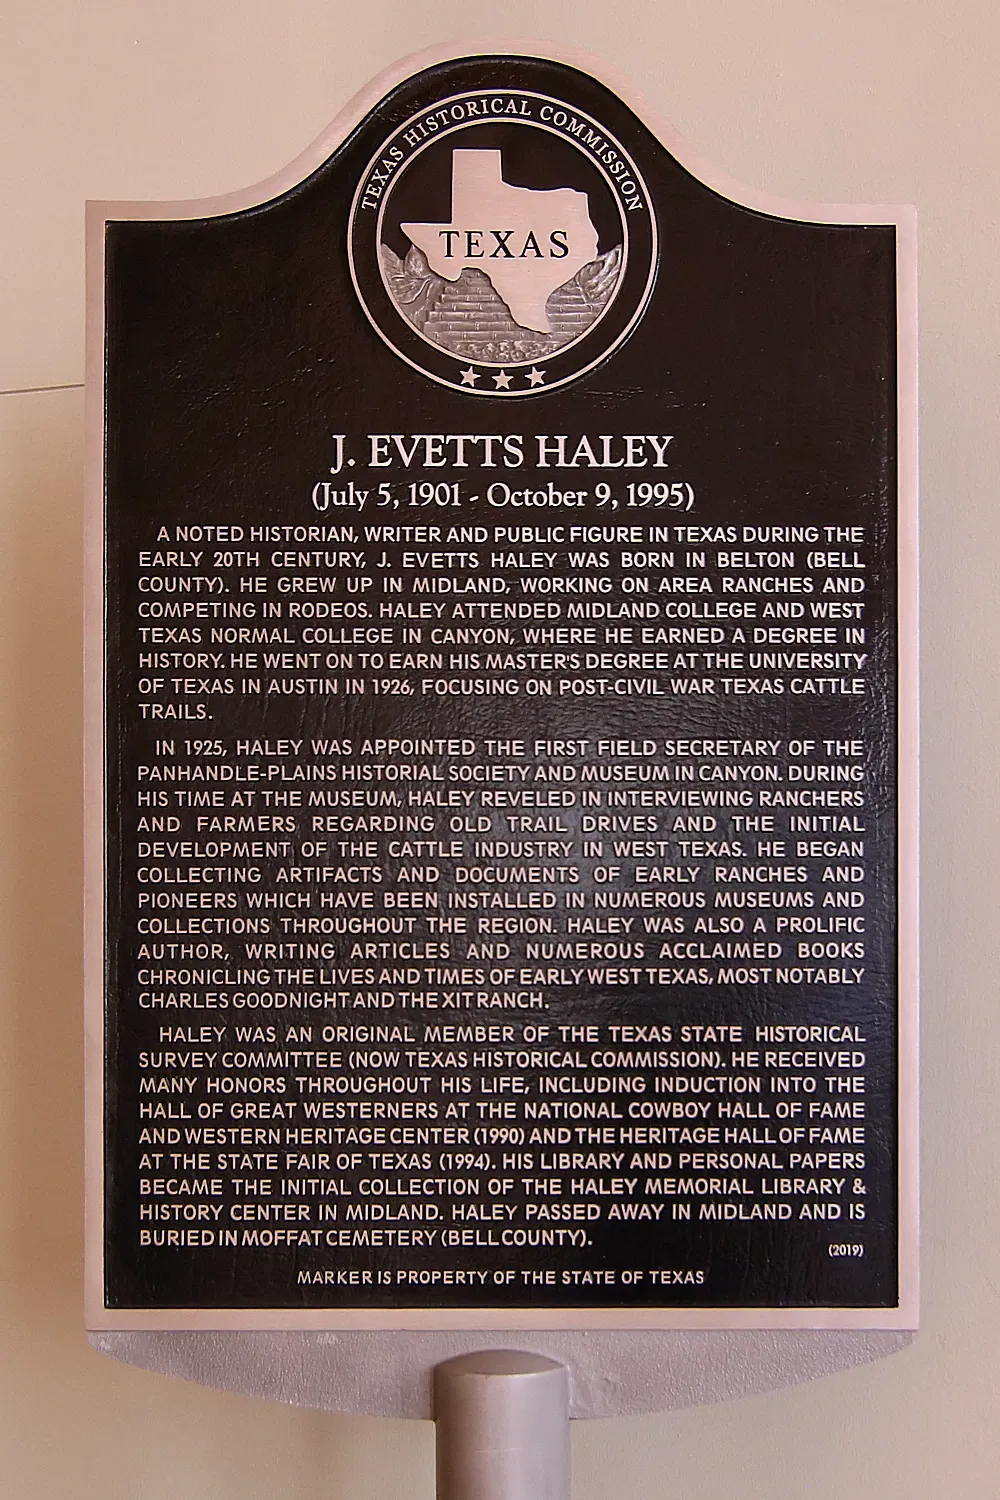 TEXAS HISTORICAL COMMISSION
TEXAS
J. EVETTS HALEY
(July 5, 1901 - October 9, 1995)
A NOTED HISTORIAN, WRITER AND PUBLIC FIGURE IN TEXAS DURING THE
EARLY 20TH CENTURY, J. EVETTS HALEY WAS BORN IN BELTON (BELL
COUNTY). HE GREW UP IN MIDLAND, WORKING ON AREA RANCHES AND
COMPETING IN RODEOS. HALEY ATTENDED MIDLAND COLLEGE AND WEST
TEXAS NORMAL COLLEGE IN CANYON, WHERE HE EARNED A DEGREE IN
HISTORY. HE WENT ON TO EARN HIS MASTER'S DEGREE AT THE UNIVERSITY
OF TEXAS IN AUSTIN IN 1926, FOCUSING ON POST-CIVIL WAR TEXAS CATTLE
TRAILS.
IN 1925, HALEY WAS APPOINTED THE FIRST FIELD SECRETARY OF THE
PANHANDLE-PLAINS HISTORIAL SOCIETY AND MUSEUM IN CANYON. DURING
HIS TIME AT THE MUSEUM, HALEY REVELED IN INTERVIEWING RANCHERS
AND FARMERS REGARDING OLD TRAIL DRIVES AND THE INITIAL
DEVELOPMENT OF THE CATTLE INDUSTRY IN WEST TEXAS. HE BEGAN
COLLECTING ARTIFACTS AND DOCUMENTS OF EARLY RANCHES AND
PIONEERS WHICH HAVE BEEN INSTALLED IN NUMEROUS MUSEUMS AND
COLLECTIONS THROUGHOUT THE REGION. HALEY WAS ALSO A PROLIFIC
AUTHOR, WRITING ARTICLES AND NUMEROUS ACCLAIMED BOOKS
CHRONICLING THE LIVES AND TIMES OF EARLY WEST TEXAS, MOST NOTABLY
CHARLES GOODNIGHT AND THE XIT RANCH.
HALEY WAS AN ORIGINAL MEMBER OF THE TEXAS STATE HISTORICAL
SURVEY COMMITTEE (NOW TEXAS HISTORICAL COMMISSION). HE RECEIVED
MANY HONORS THROUGHOUT HIS LIFE, INCLUDING INDUCTION INTO THE
HALL OF GREAT WESTERNERS AT THE NATIONAL COWBOY HALL OF FAME
AND WESTERN HERITAGE CENTER (1990) AND THE HERITAGE HALL OF FAME
AT THE STATE FAIR OF TEXAS (1994). HIS LIBRARY AND PERSONAL PAPERS
BECAME THE INITIAL COLLECTION OF THE HALEY MEMORIAL LIBRARY &
HISTORY CENTER IN MIDLAND. HALEY PASSED AWAY IN MIDLAND AND IS
BURIED IN MOFFAT CEMETERY (BELL COUNTY).
(2019)
MARKER IS PROPERTY OF THE STATE OF TEXAS